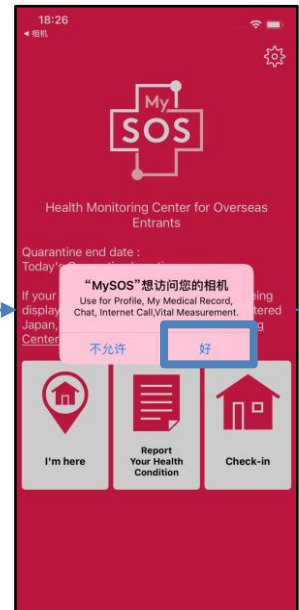 18:26
◂ 相机
My
SOS
Health Monitoring Center for Overseas
Entrants
Quarantine end date :
Today's
If your eing
display tered
Japan, g
Center
“MySOS”想访问您的相机
Use for Profile, My Medical Record,
Chat, Internet Call,Vital Measurement.
不允许 好
I'm here
Report
Your Health
Condition
Check-in